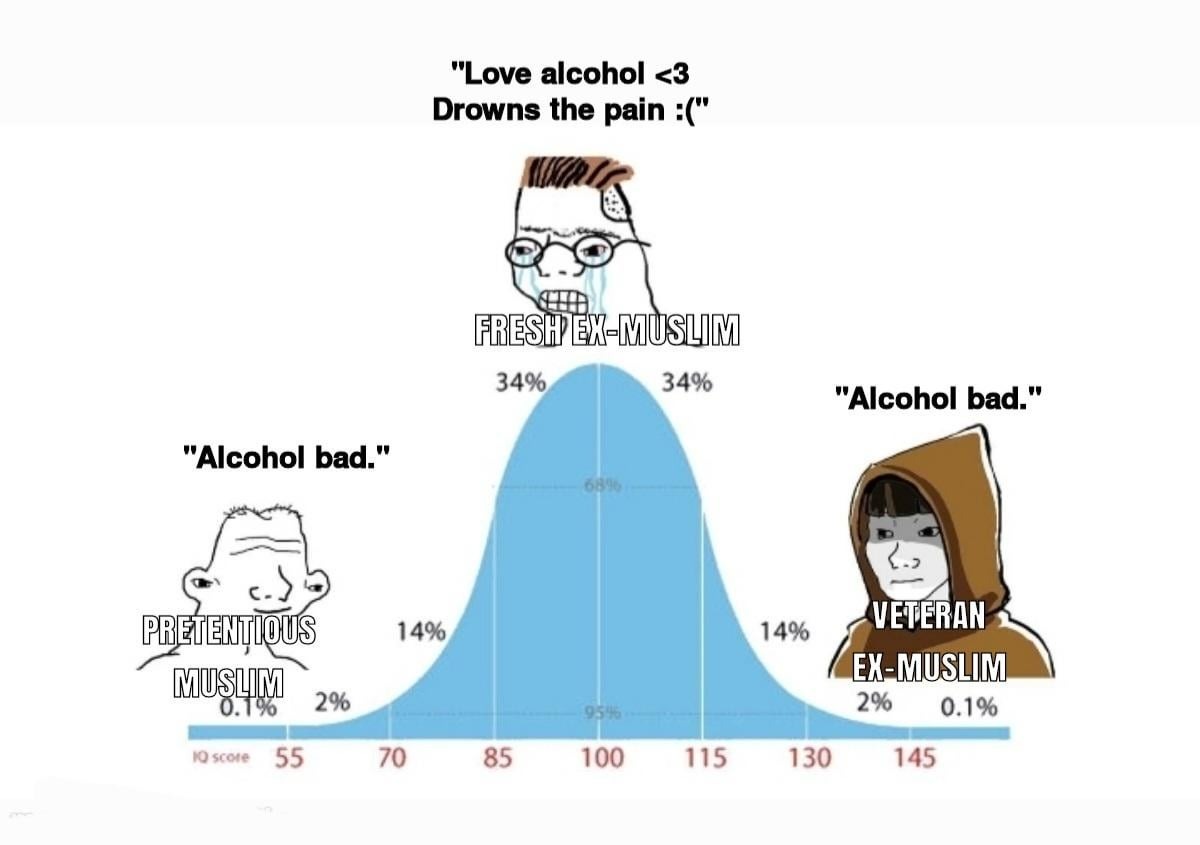 "Love alcohol <3
Drowns the pain :("
FRESH EX-MUSLIM
34% 34%
"Alcohol bad."
"Alcohol bad."
68%
PRETENTIOUS
MUSLIM
14% 14%
VETERAN
EX-MUSLIM
0.1% 2% 95% 2% 0.1%
IQ score 55 70 85 100 115 130 145